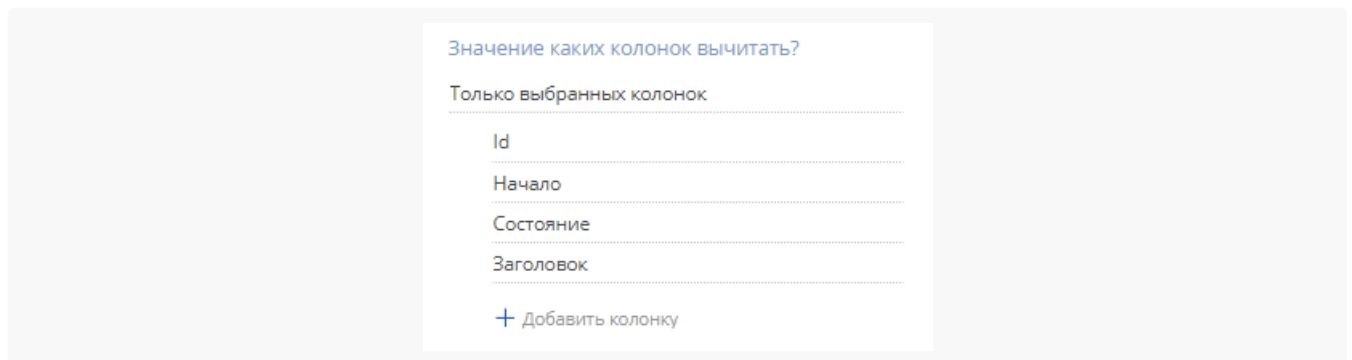 Значение каких колонок вычитать?
Только выбранных колонок
Id
Начало
Состояние
Заголовок
+ Добавить колонку